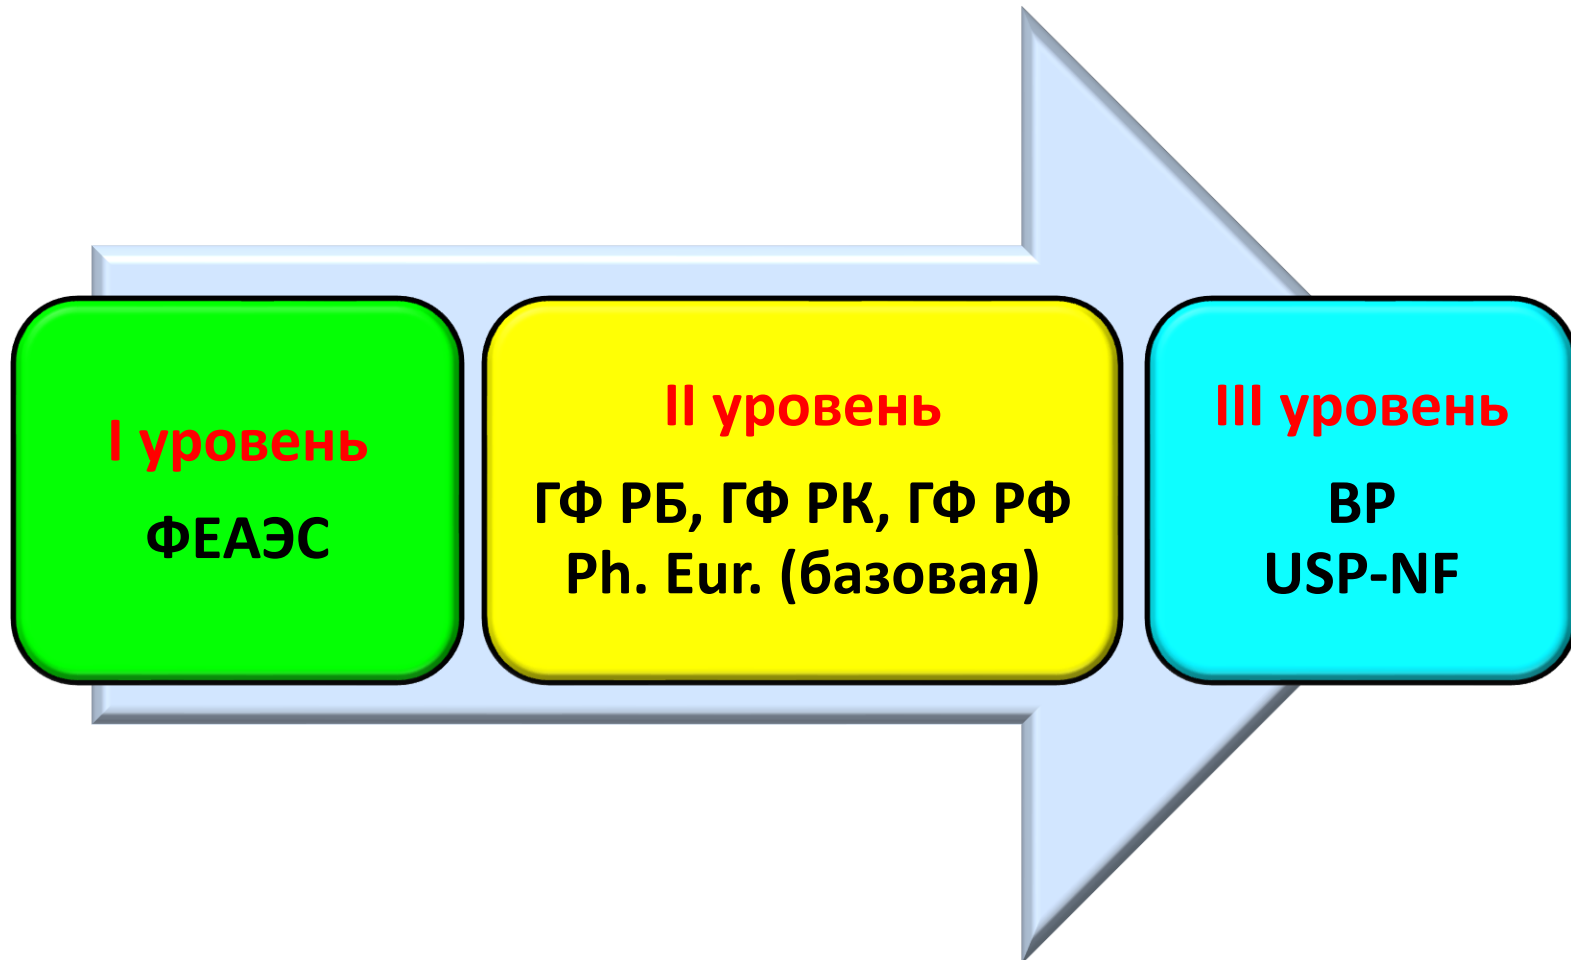 I уровень
ФЕАЭС
II уровень
ГФ РБ, ГФ РК, ГФ РФ
Ph. Eur. (базовая)
III уровень
BP
USP-NF